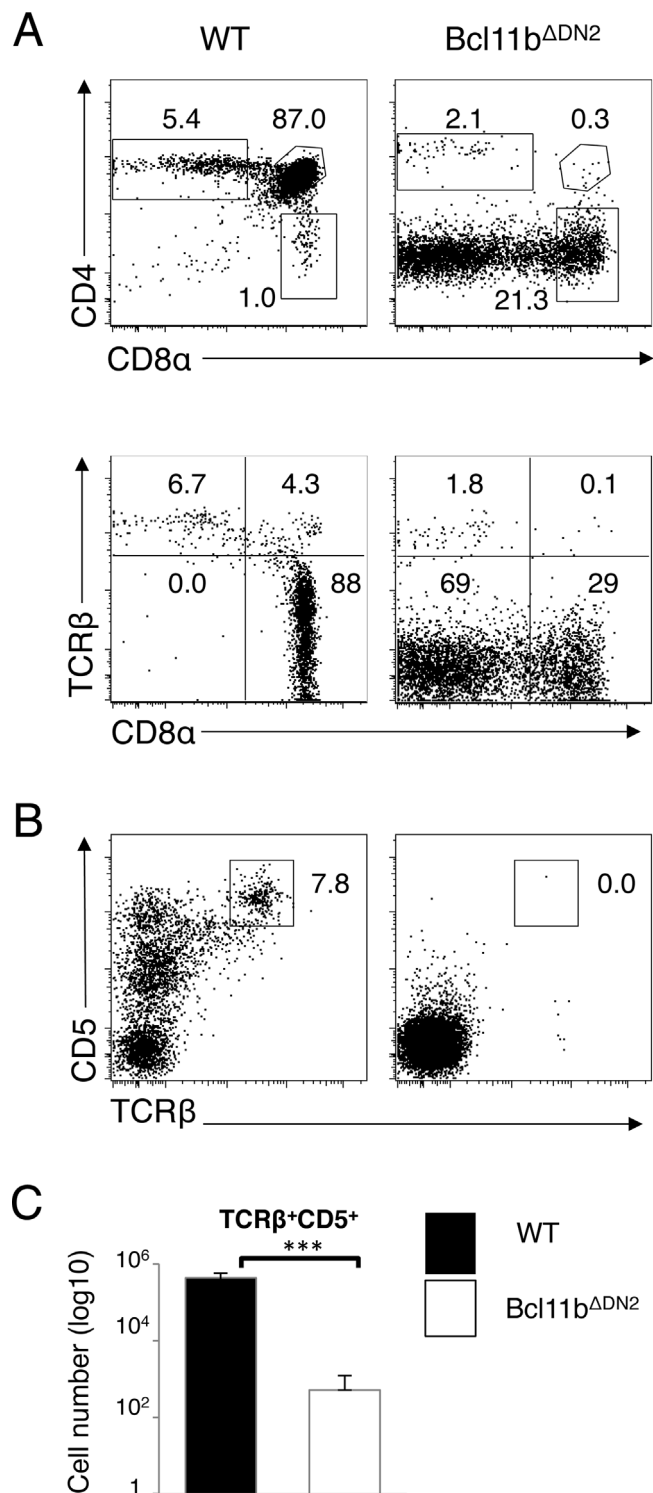 A
WT Bcl11bΔDN2
5.4 87.0 2.1 0.3
1.0 21.3
CD4
CD8α
6.7 4.3 1.8 0.1
0.0 88 69 29
TCRβ
CD8α
B
7.8 0.0
CD5
TCRβ
C
TCRβ+CD5+
***
WT
Bcl11bΔDN2
Cell number (log10)
10⁶
10⁴
10²
1